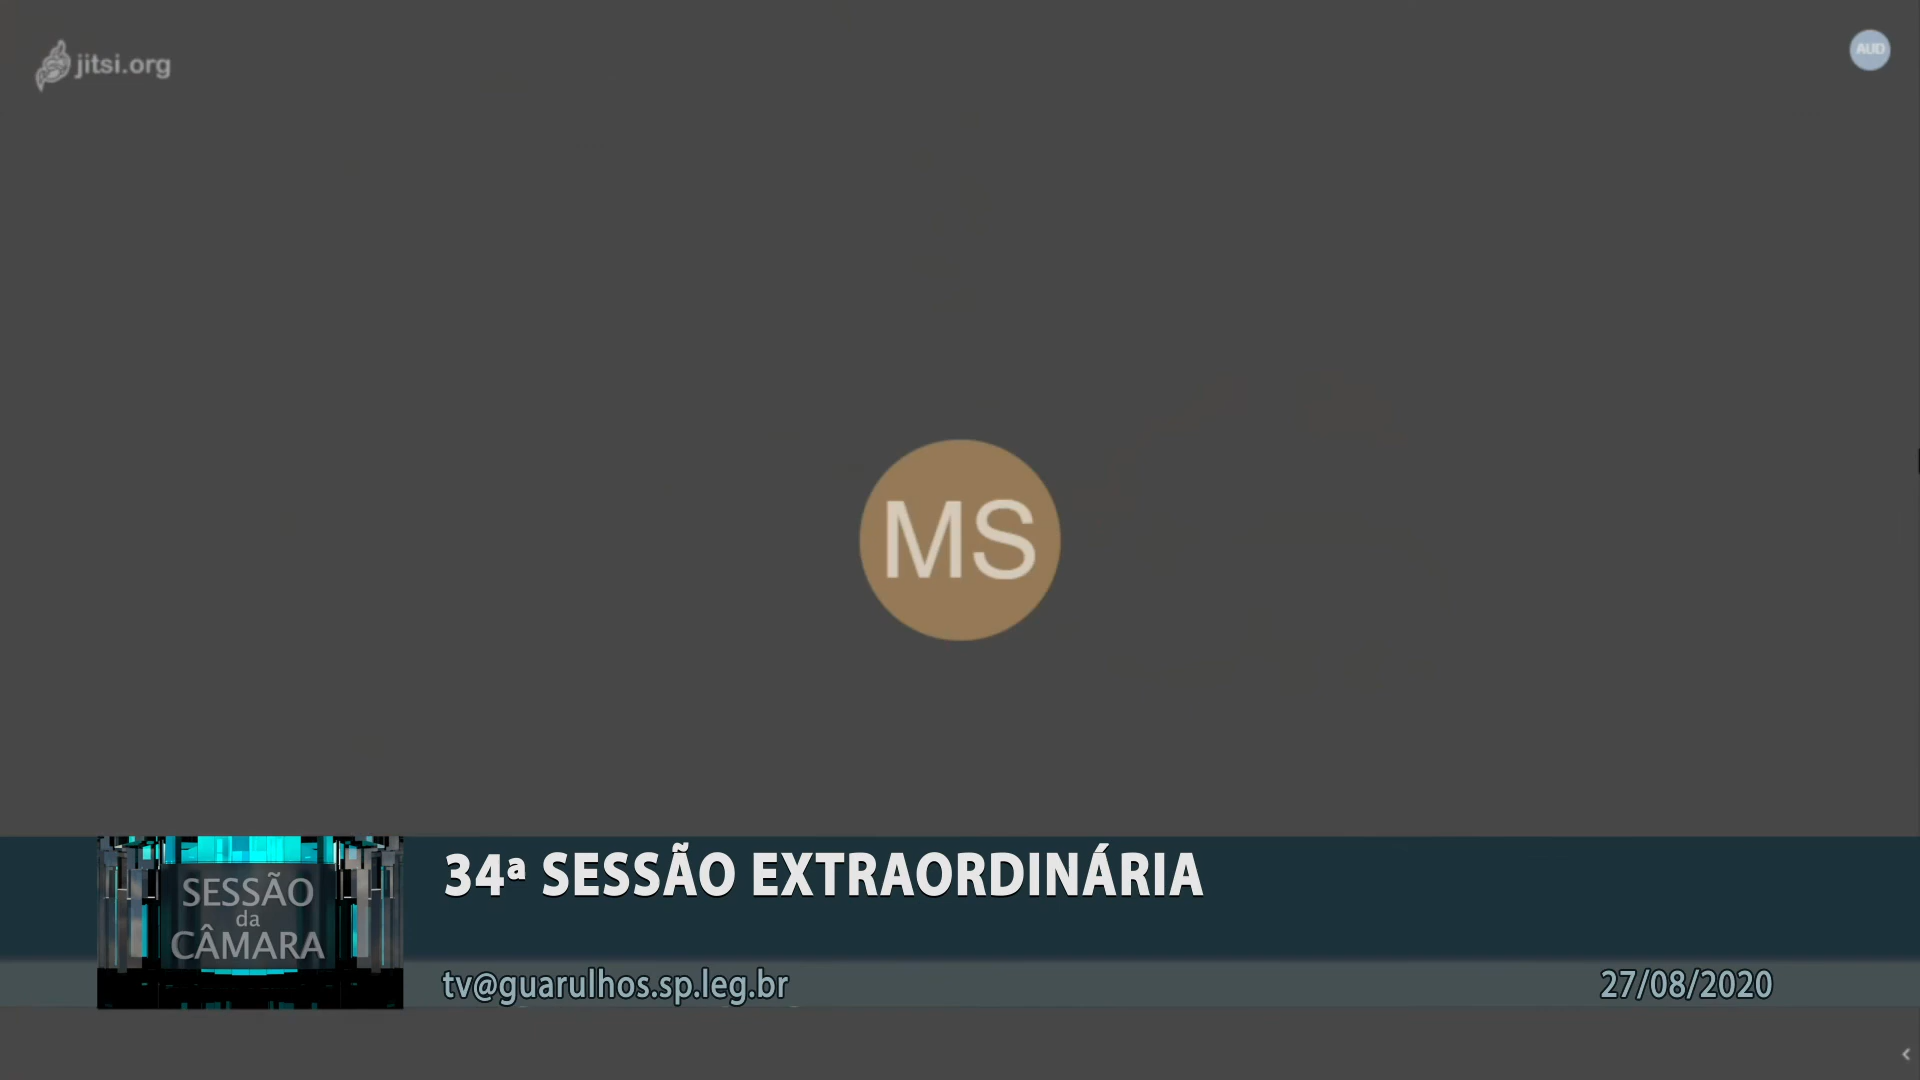 jitsi.org
AUD
MS
34ª SESSÃO EXTRAORDINÁRIA
SESSÃO
da
CÂMARA
tv@guarulhos.sp.leg.br
27/08/2020